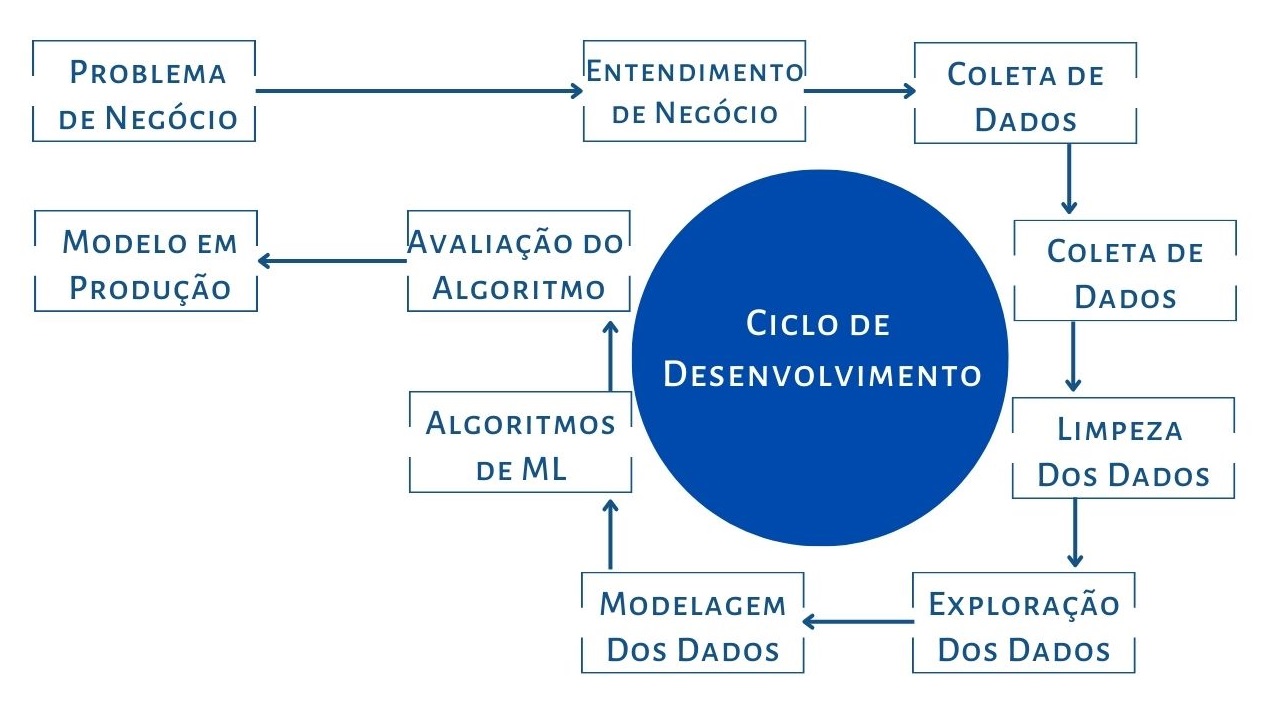 Problema
de Negócio
Entendimento
de Negócio
Coleta de
Dados
Coleta de
Dados
Limpeza
Dos Dados
Exploração
Dos Dados
Modelagem
Dos Dados
Algoritmos
de ML
Avaliação do
Algoritmo
Modelo em
Produção
Ciclo de
Desenvolvimento